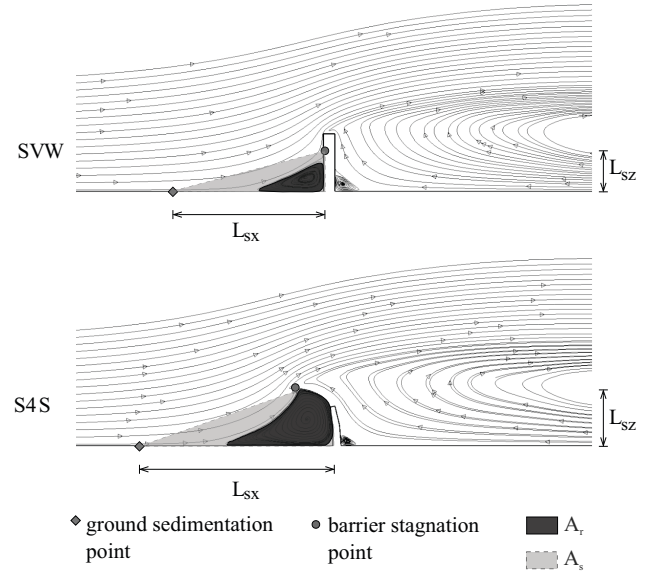 SVW
L_sz
L_sx
S4S
L_sz
L_sx
ground sedimentation point
barrier stagnation point
A_r
A_s